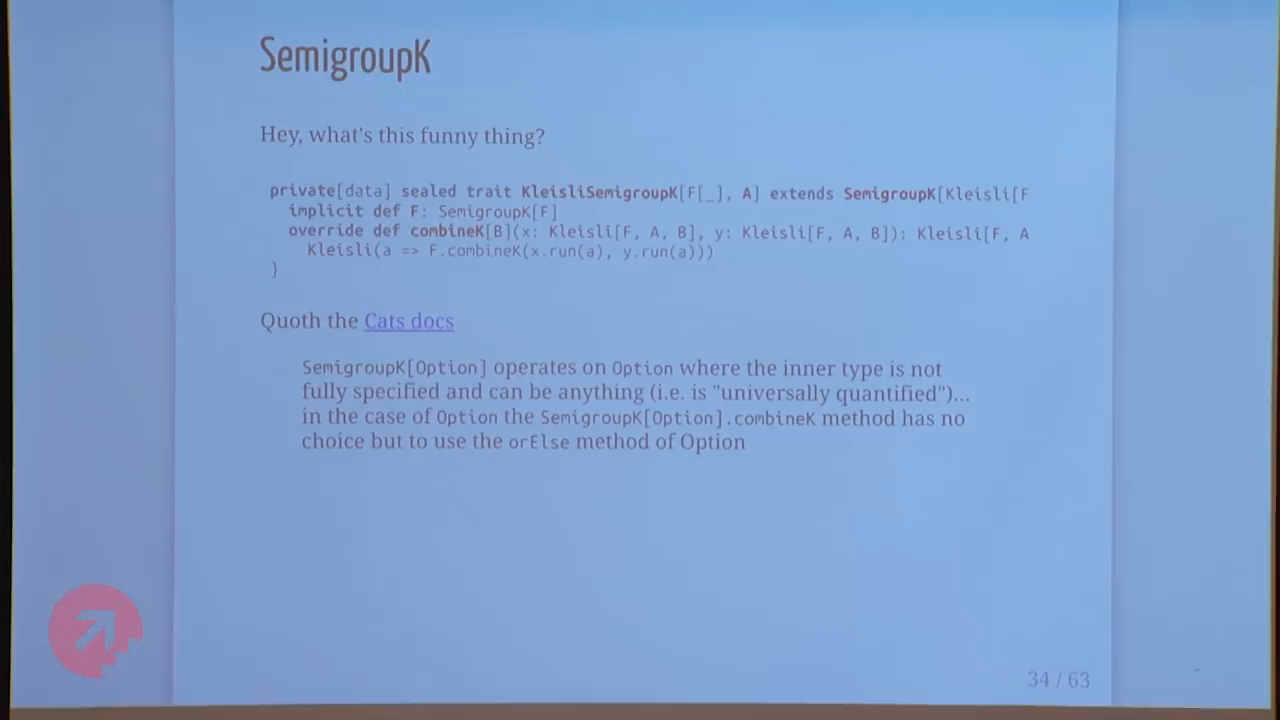 SemigroupK
Hey, what's this funny thing?
private[data] sealed trait KleisliSemigroupK[F[_], A] extends SemigroupK[Kleisli[F
implicit def F: SemigroupK[F]
override def combineK[B](x: Kleisli[F, A, B], y: Kleisli[F, A, B]): Kleisli[F, A
Kleisli(a => F.combineK(x.run(a), y.run(a)))
}
Quoth the Cats docs
SemigroupK[Option] operates on Option where the inner type is not
fully specified and can be anything (i.e. is "universally quantified")...
in the case of Option the SemigroupK[Option].combineK method has no
choice but to use the orElse method of Option
34 / 63